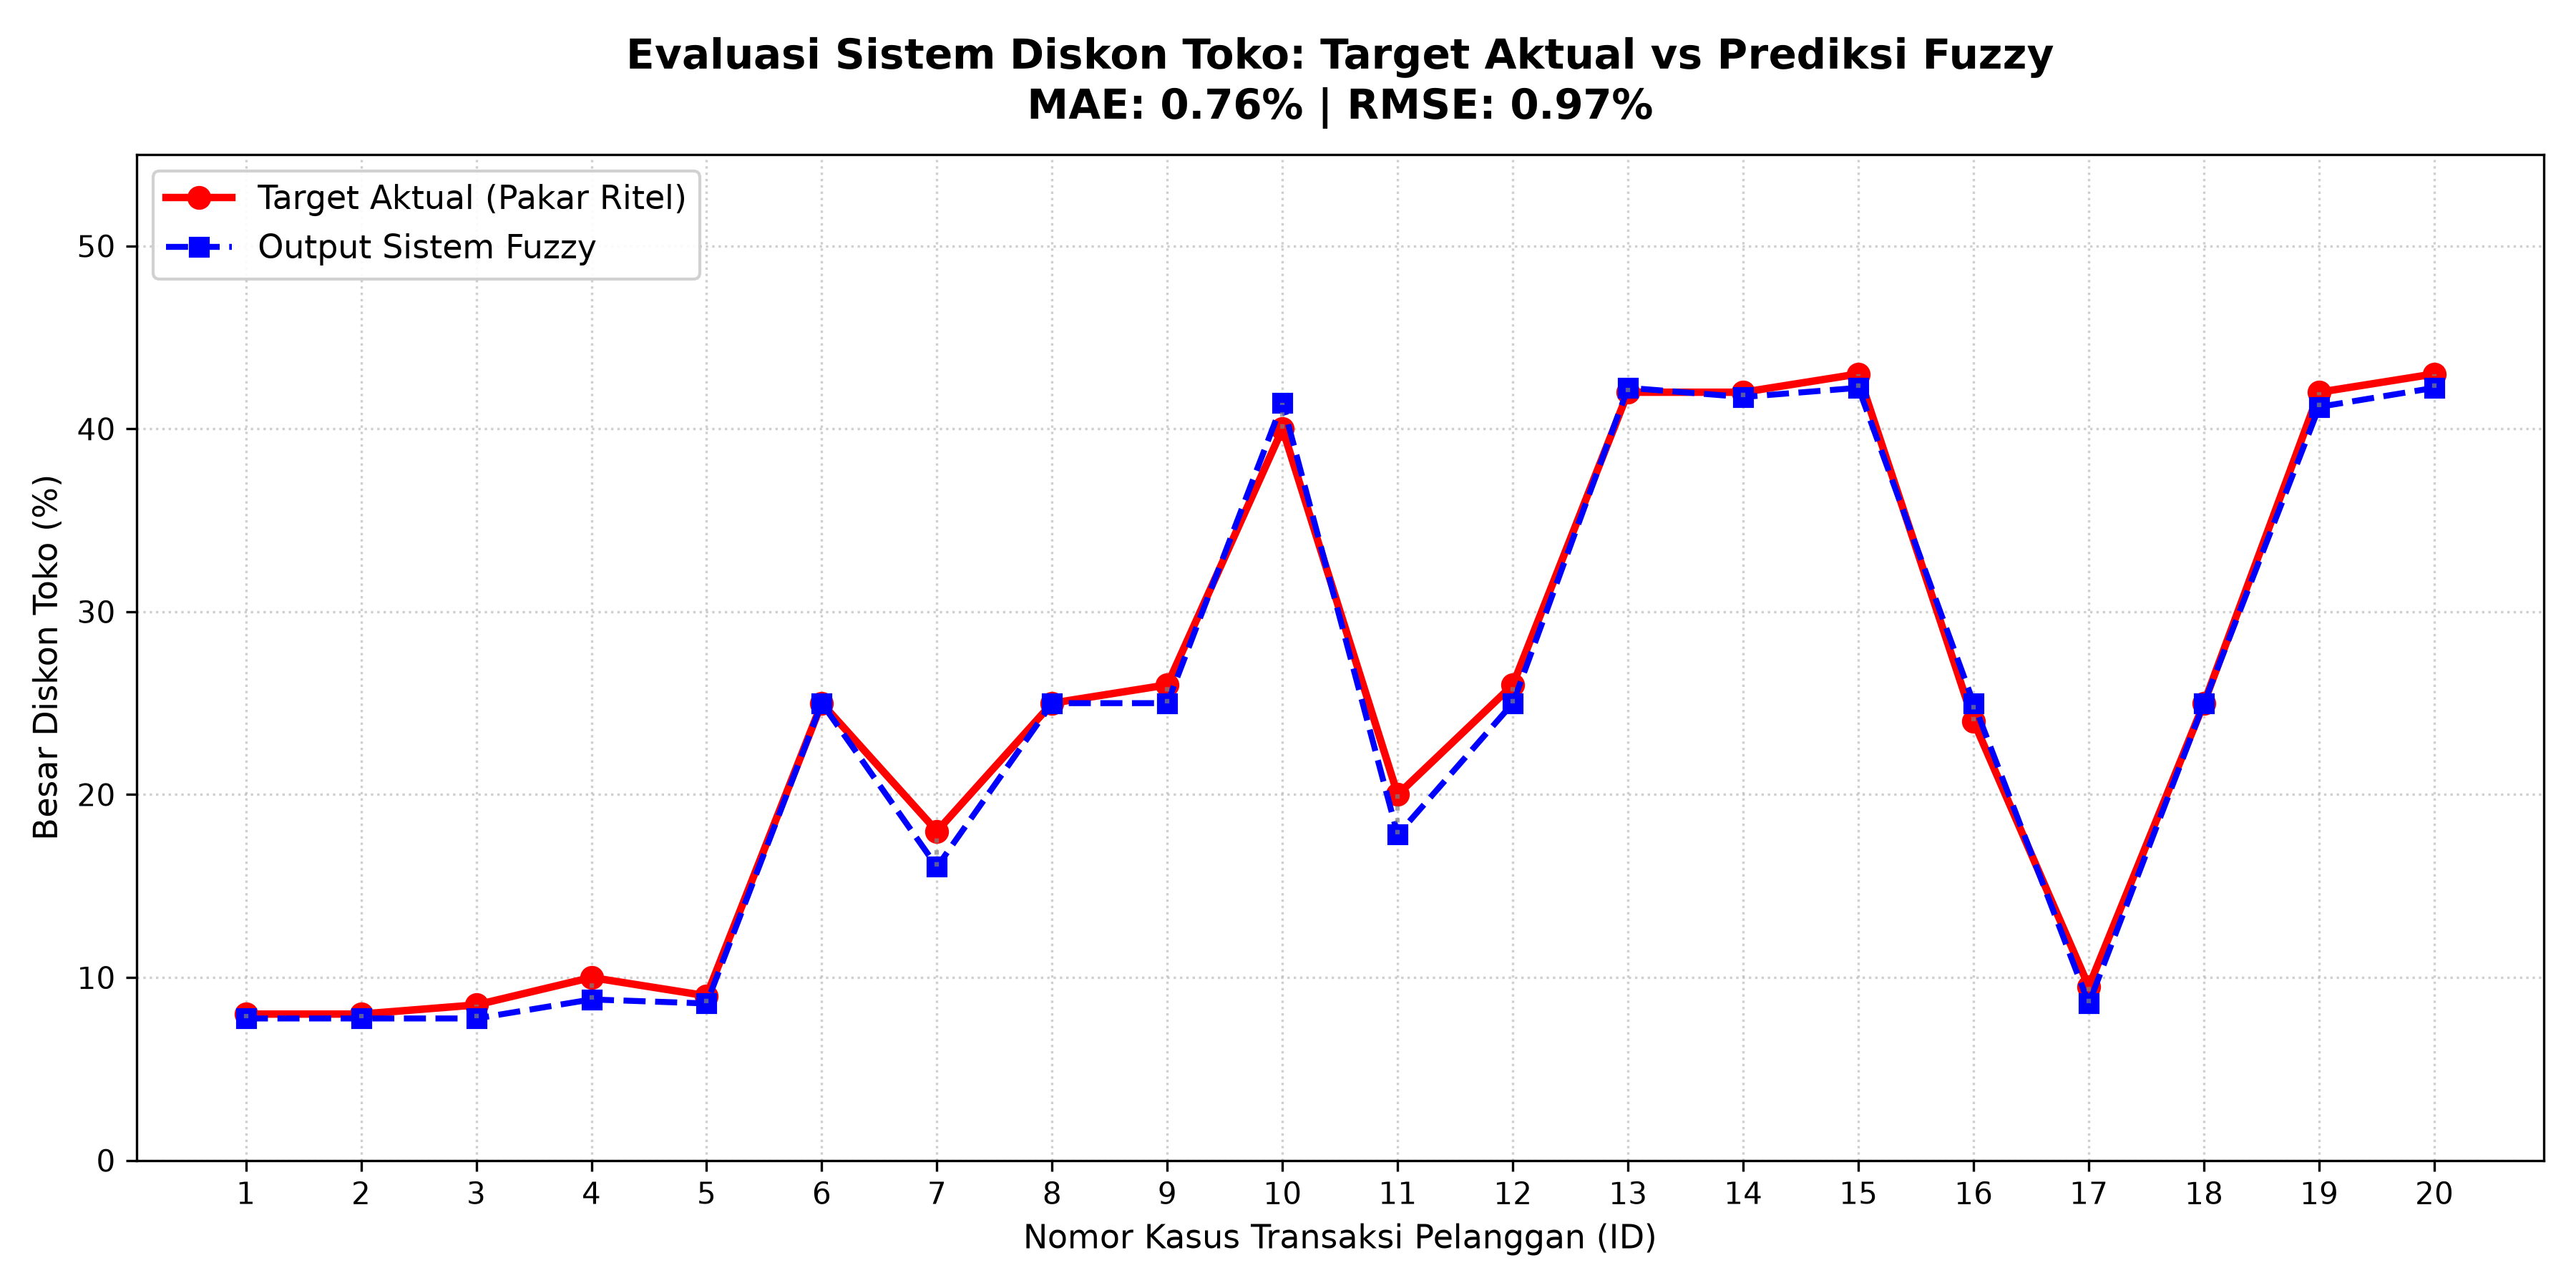 Evaluasi Sistem Diskon Toko: Target Aktual vs Prediksi Fuzzy
MAE: 0.76% | RMSE: 0.97%
Target Aktual (Pakar Ritel)
Output Sistem Fuzzy
Besar Diskon Toko (%)
50
40
30
20
10
0
1 2 3 4 5 6 7 8 9 10 11 12 13 14 15 16 17 18 19 20
Nomor Kasus Transaksi Pelanggan (ID)